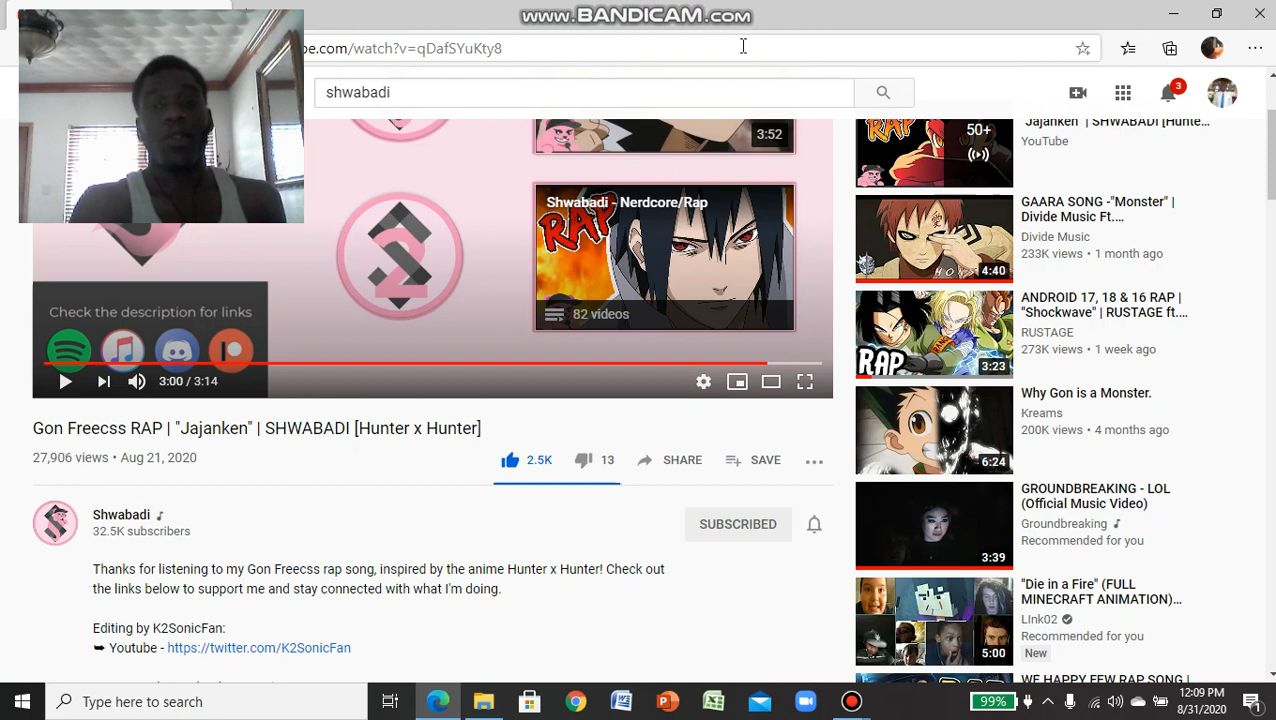 www.BANDICAM.com
be.com/watch?v=qDafSYuKty8
shwabadi
3
3:52
Shwabadi - Nerdcore/Rap
RAP
82 videos
Check the description for links
3:00 / 3:14
Gon Freecss RAP | "Jajanken" | SHWABADI [Hunter x Hunter]
27,906 views • Aug 21, 2020
2.5K
13
SHARE
SAVE
Shwabadi
32.5K subscribers
SUBSCRIBED
Thanks for listening to my Gon Freecss rap song, inspired by the anime Hunter x Hunter! Check out
the links below to support me and stay connected with what I'm doing.
Editing by K2SonicFan:
➥ Youtube - https://twitter.com/K2SonicFan
RAP
50+
"Jajanken" | SHWABADI [Hunte...
YouTube
GAARA SONG -"Monster" |
Divide Music Ft....
Divide Music
233K views • 1 month ago
4:40
ANDROID 17, 18 & 16 RAP |
"Shockwave" | RUSTAGE ft....
RUSTAGE
273K views • 1 week ago
RAP
3:23
Why Gon is a Monster.
Kreams
200K views • 4 months ago
6:24
GROUNDBREAKING - LOL
(Official Music Video)
Groundbreaking
Recommended for you
3:39
"Die in a Fire" (FULL
MINECRAFT ANIMATION)...
LInk02
Recommended for you
New
5:00
WE HAPPY FEW RAP SONG |
Type here to search
99%
12:09 PM
8/31/2020
1